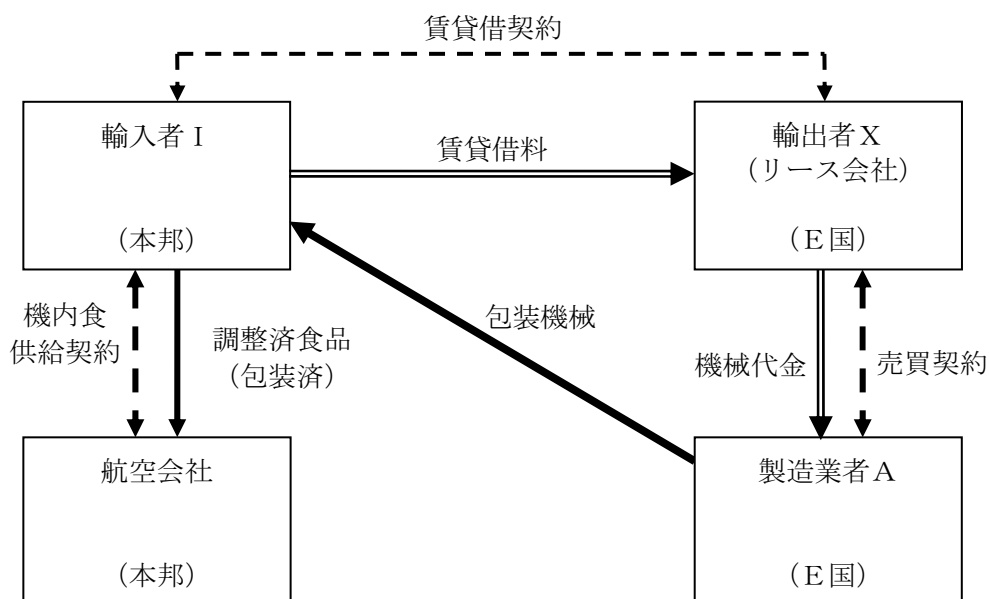 賃貸借契約
輸入者Ｉ
（本邦）
賃貸借料
輸出者Ｘ
（リース会社）
（Ｅ国）
機内食
供給契約
調整済食品
（包装済）
包装機械
機械代金
売買契約
航空会社
（本邦）
製造業者Ａ
（Ｅ国）